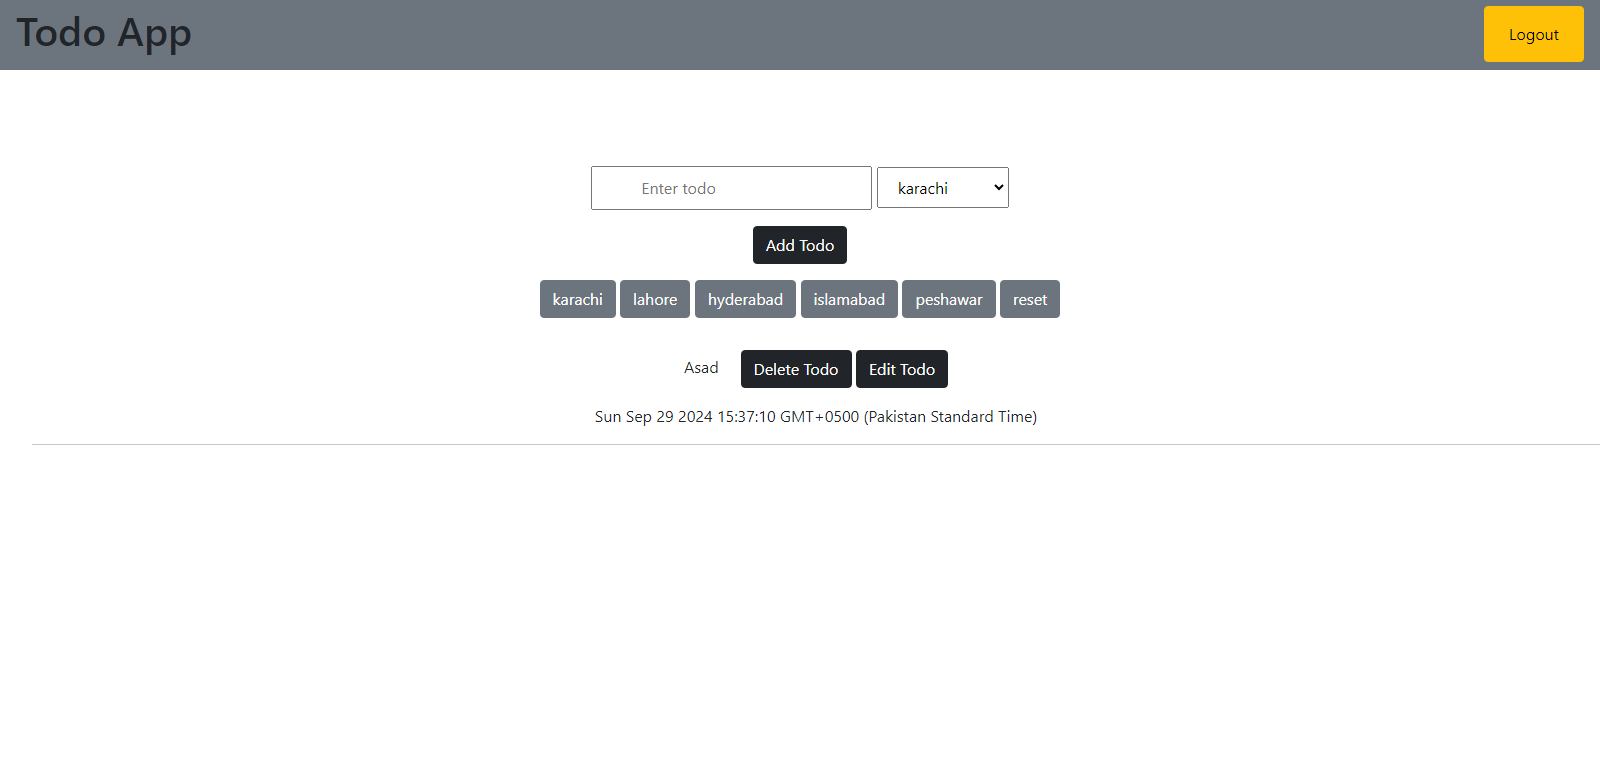 Todo App Logout
Enter todo karachi
Add Todo
karachi lahore hyderabad islamabad peshawar reset
Asad Delete Todo Edit Todo
Sun Sep 29 2024 15:37:10 GMT+0500 (Pakistan Standard Time)